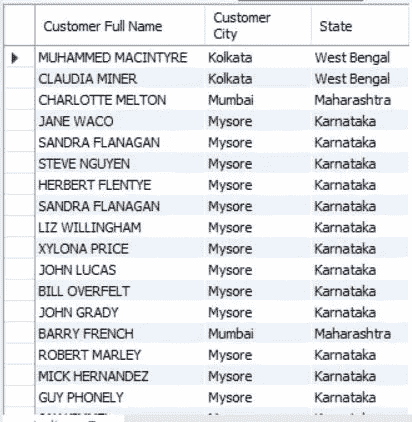 Customer Full Name Customer City State
MUHAMMED MACINTYRE Kolkata West Bengal
CLAUDIA MINER Kolkata West Bengal
CHARLOTTE MELTON Mumbai Maharashtra
JANE WACO Mysore Karnataka
SANDRA FLANAGAN Mysore Karnataka
STEVE NGUYEN Mysore Karnataka
HERBERT FLENTYE Mysore Karnataka
SANDRA FLANAGAN Mysore Karnataka
LIZ WILLINGHAM Mysore Karnataka
XYLONA PRICE Mysore Karnataka
JOHN LUCAS Mysore Karnataka
BILL OVERFELT Mysore Karnataka
JOHN GRADY Mysore Karnataka
BARRY FRENCH Mumbai Maharashtra
ROBERT MARLEY Mysore Karnataka
MICK HERNANDEZ Mysore Karnataka
GUY PHONELY Mysore Karnataka